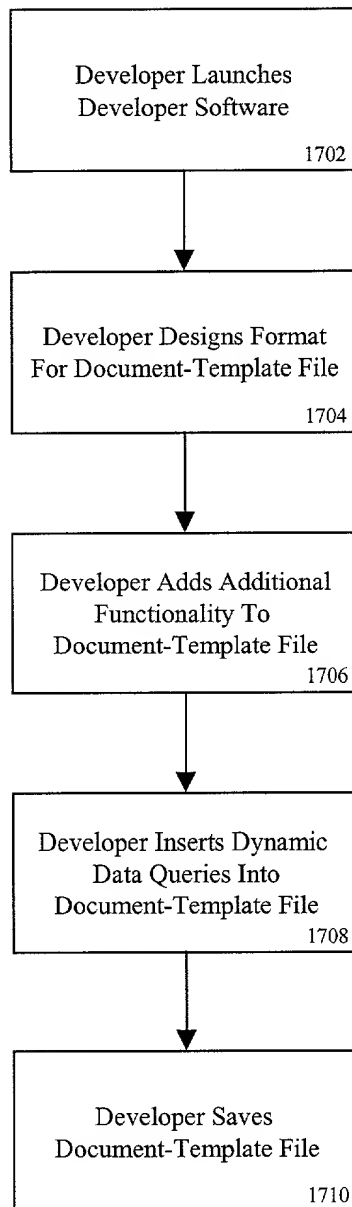 Developer Launches
Developer Software
1702
Developer Designs Format
For Document-Template File
1704
Developer Adds Additional
Functionality To
Document-Template File
1706
Developer Inserts Dynamic
Data Queries Into
Document-Template File
1708
Developer Saves
Document-Template File
1710